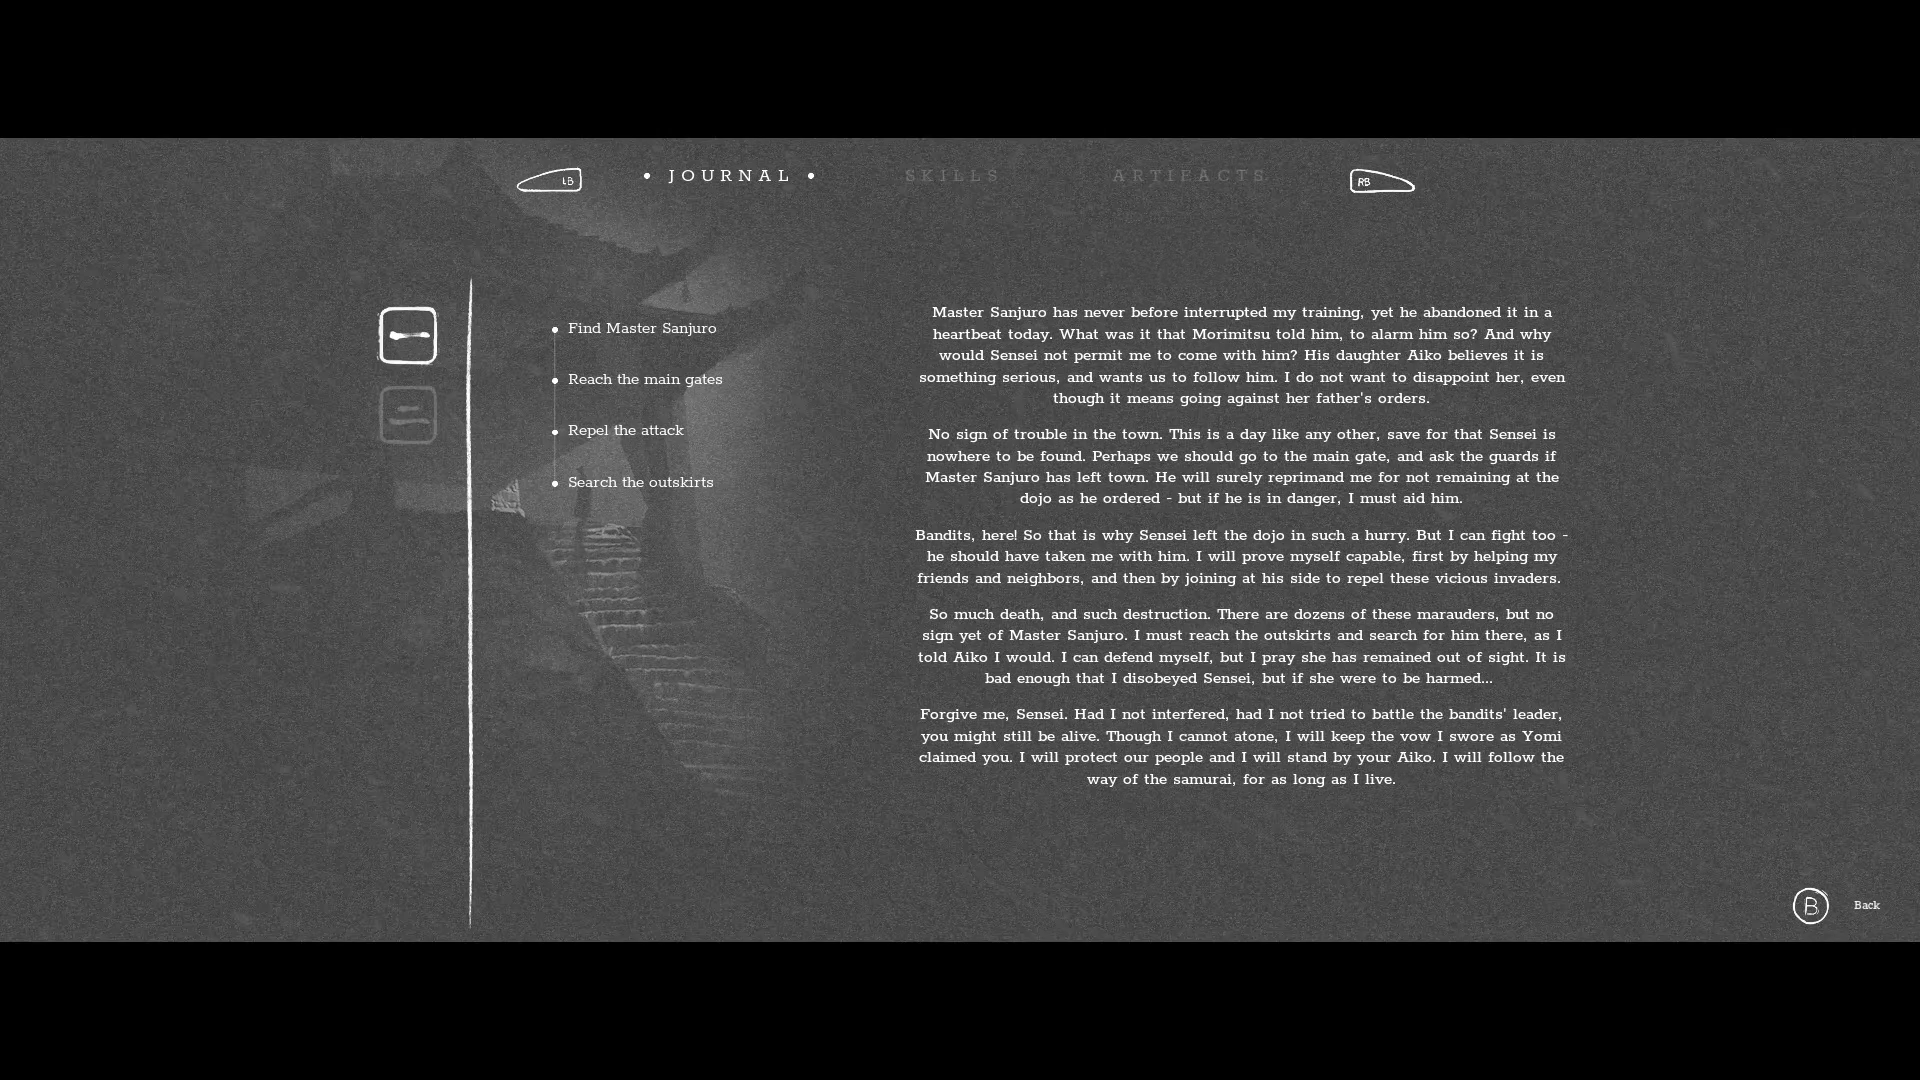 LB
• JOURNAL •
SKILLS
ARTIFACTS
RB
一
二
Find Master Sanjuro
Reach the main gates
Repel the attack
Search the outskirts
Master Sanjuro has never before interrupted my training, yet he abandoned it in a
heartbeat today. What was it that Morimitsu told him, to alarm him so? And why
would Sensei not permit me to come with him? His daughter Aiko believes it is
something serious, and wants us to follow him. I do not want to disappoint her, even
though it means going against her father's orders.
No sign of trouble in the town. This is a day like any other, save for that Sensei is
nowhere to be found. Perhaps we should go to the main gate, and ask the guards if
Master Sanjuro has left town. He will surely reprimand me for not remaining at the
dojo as he ordered - but if he is in danger, I must aid him.
Bandits, here! So that is why Sensei left the dojo in such a hurry. But I can fight too -
he should have taken me with him. I will prove myself capable, first by helping my
friends and neighbors, and then by joining at his side to repel these vicious invaders.
So much death, and such destruction. There are dozens of these marauders, but no
sign yet of Master Sanjuro. I must reach the outskirts and search for him there, as I
told Aiko I would. I can defend myself, but I pray she has remained out of sight. It is
bad enough that I disobeyed Sensei, but if she were to be harmed...
Forgive me, Sensei. Had I not interfered, had I not tried to battle the bandits' leader,
you might still be alive. Though I cannot atone, I will keep the vow I swore as Yomi
claimed you. I will protect our people and I will stand by your Aiko. I will follow the
way of the samurai, for as long as I live.
B
Back